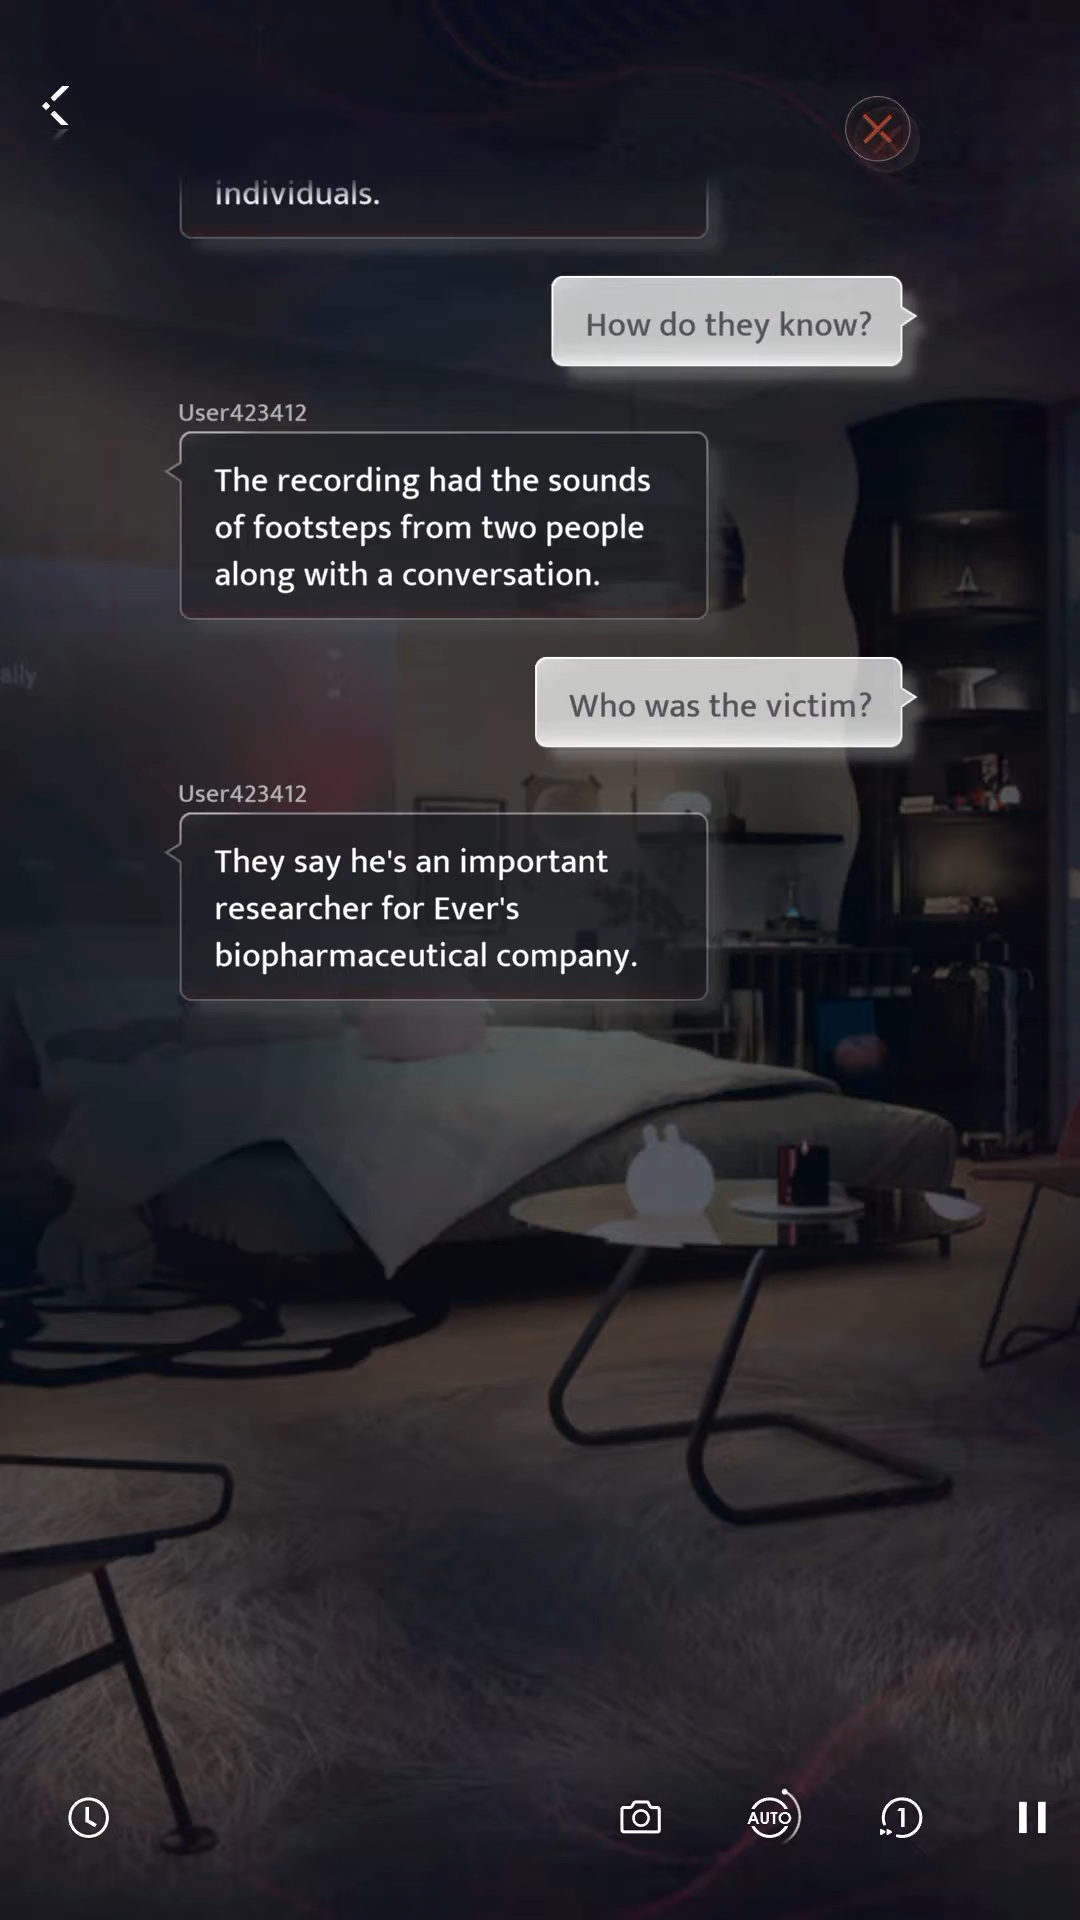 individuals.
How do they know?
User423412
The recording had the sounds
of footsteps from two people
along with a conversation.
ally
Who was the victim?
User423412
They say he's an important
researcher for Ever's
biopharmaceutical company.
AUTO
1